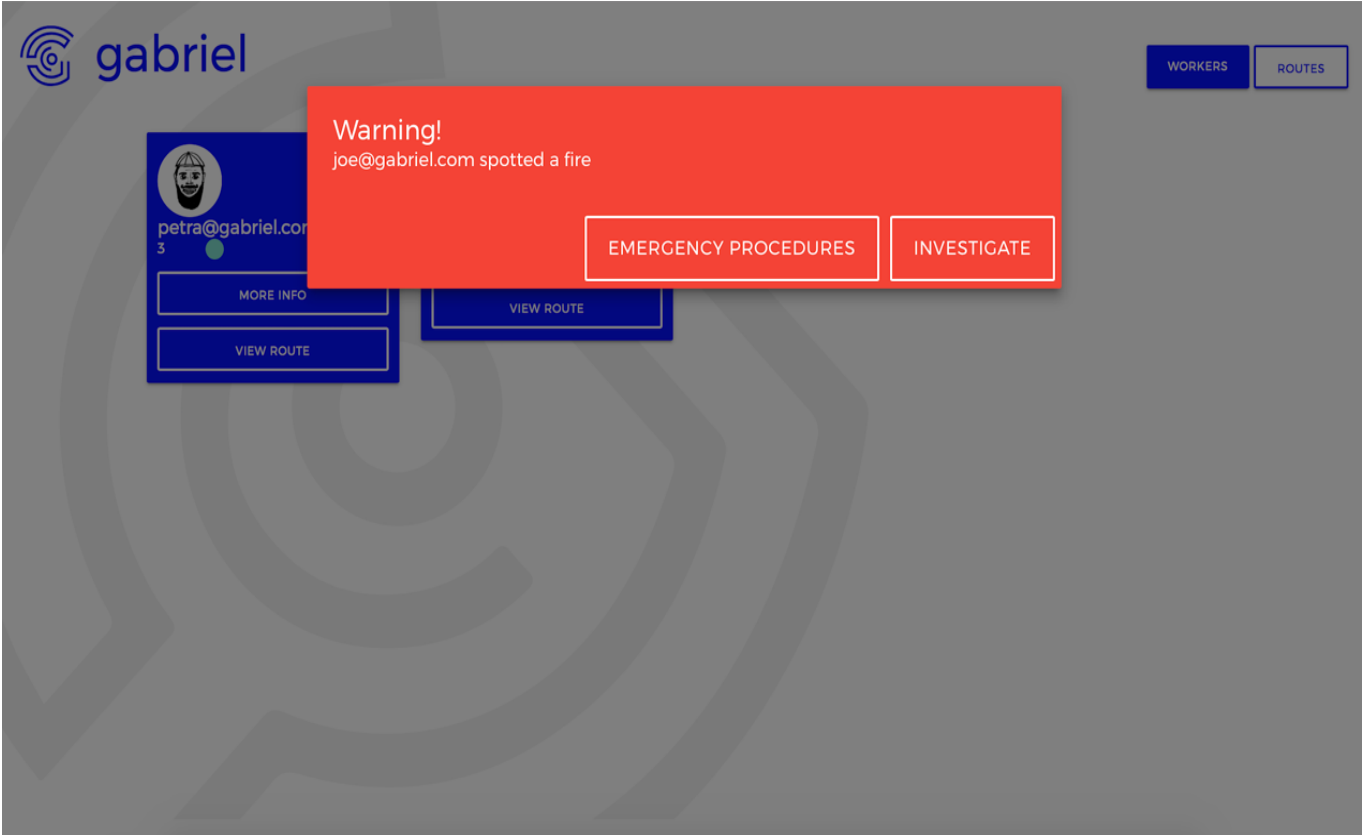 gabriel
WORKERS
ROUTES
Warning!
joe@gabriel.com spotted a fire
EMERGENCY PROCEDURES
INVESTIGATE
petra@gabriel.cor
3
MORE INFO
VIEW ROUTE
VIEW ROUTE